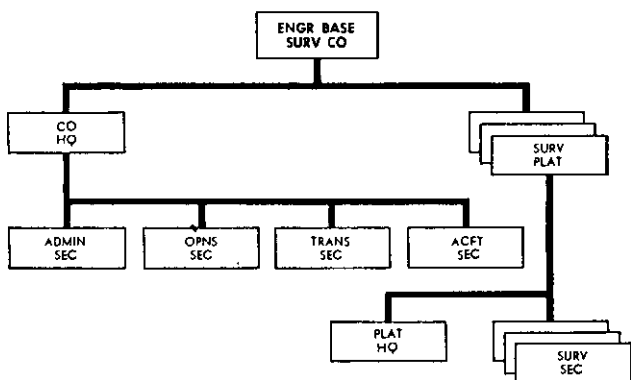 ENGR BASE
SURV CO
CO
HQ
SURV
PLAT
ADMIN
SEC
OPNS
SEC
TRANS
SEC
ACFT
SEC
PLAT
HQ
SURV
SEC